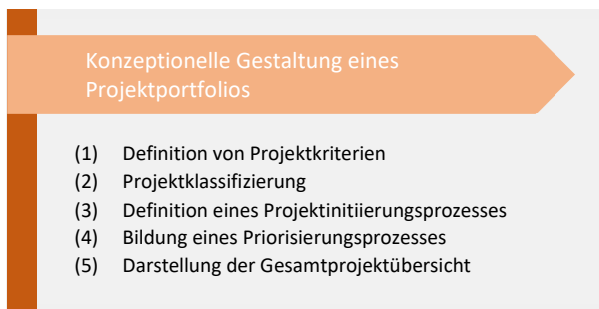 Konzeptionelle Gestaltung eines
Projektportfolios
(1) Definition von Projektkriterien
(2) Projektklassifizierung
(3) Definition eines Projektinitiierungsprozesses
(4) Bildung eines Priorisierungsprozesses
(5) Darstellung der Gesamtprojektübersicht